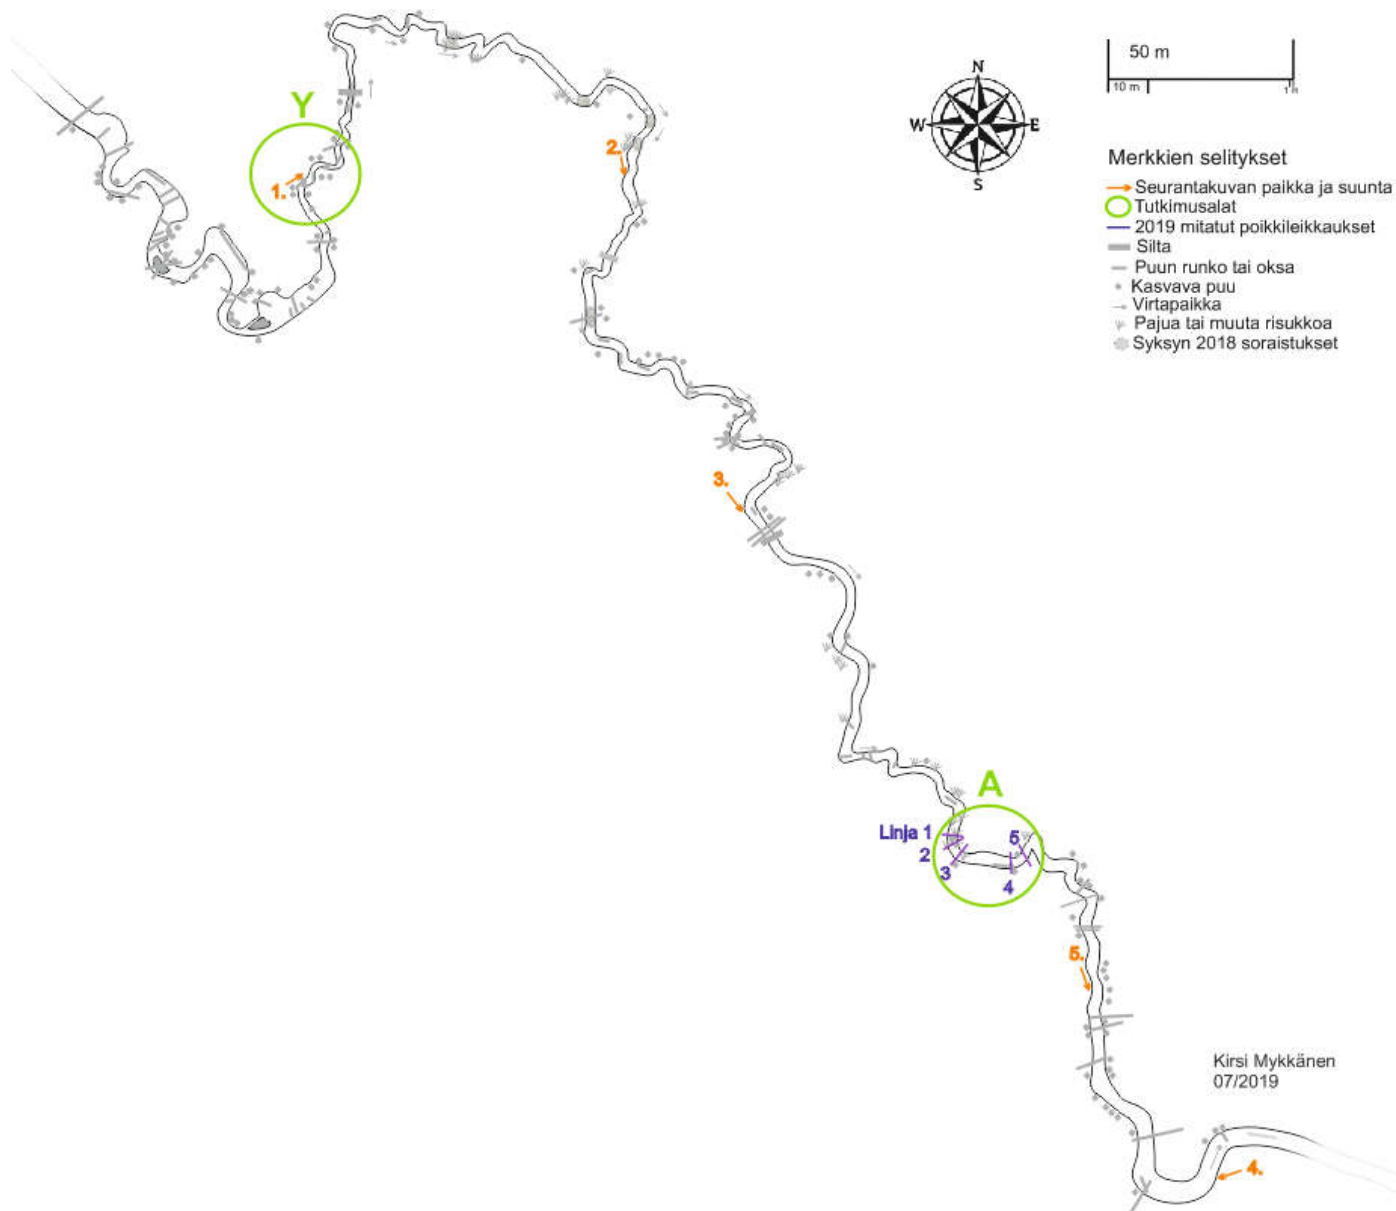 50 m
10 m
1 m
N
W
E
S
Merkkien selitykset
Seurantakuvan paikka ja suunta
Tutkimusalat
2019 mitatut poikkileikkaukset
Silta
Puun runko tai oksa
Kasvava puu
Virtapaikka
Pajua tai muuta risukkoa
Syksyn 2018 soraistukset
Y
1.
2.
3.
A
Linja 1
2
3
4
5
5.
4.
Kirsi Mykkänen
07/2019